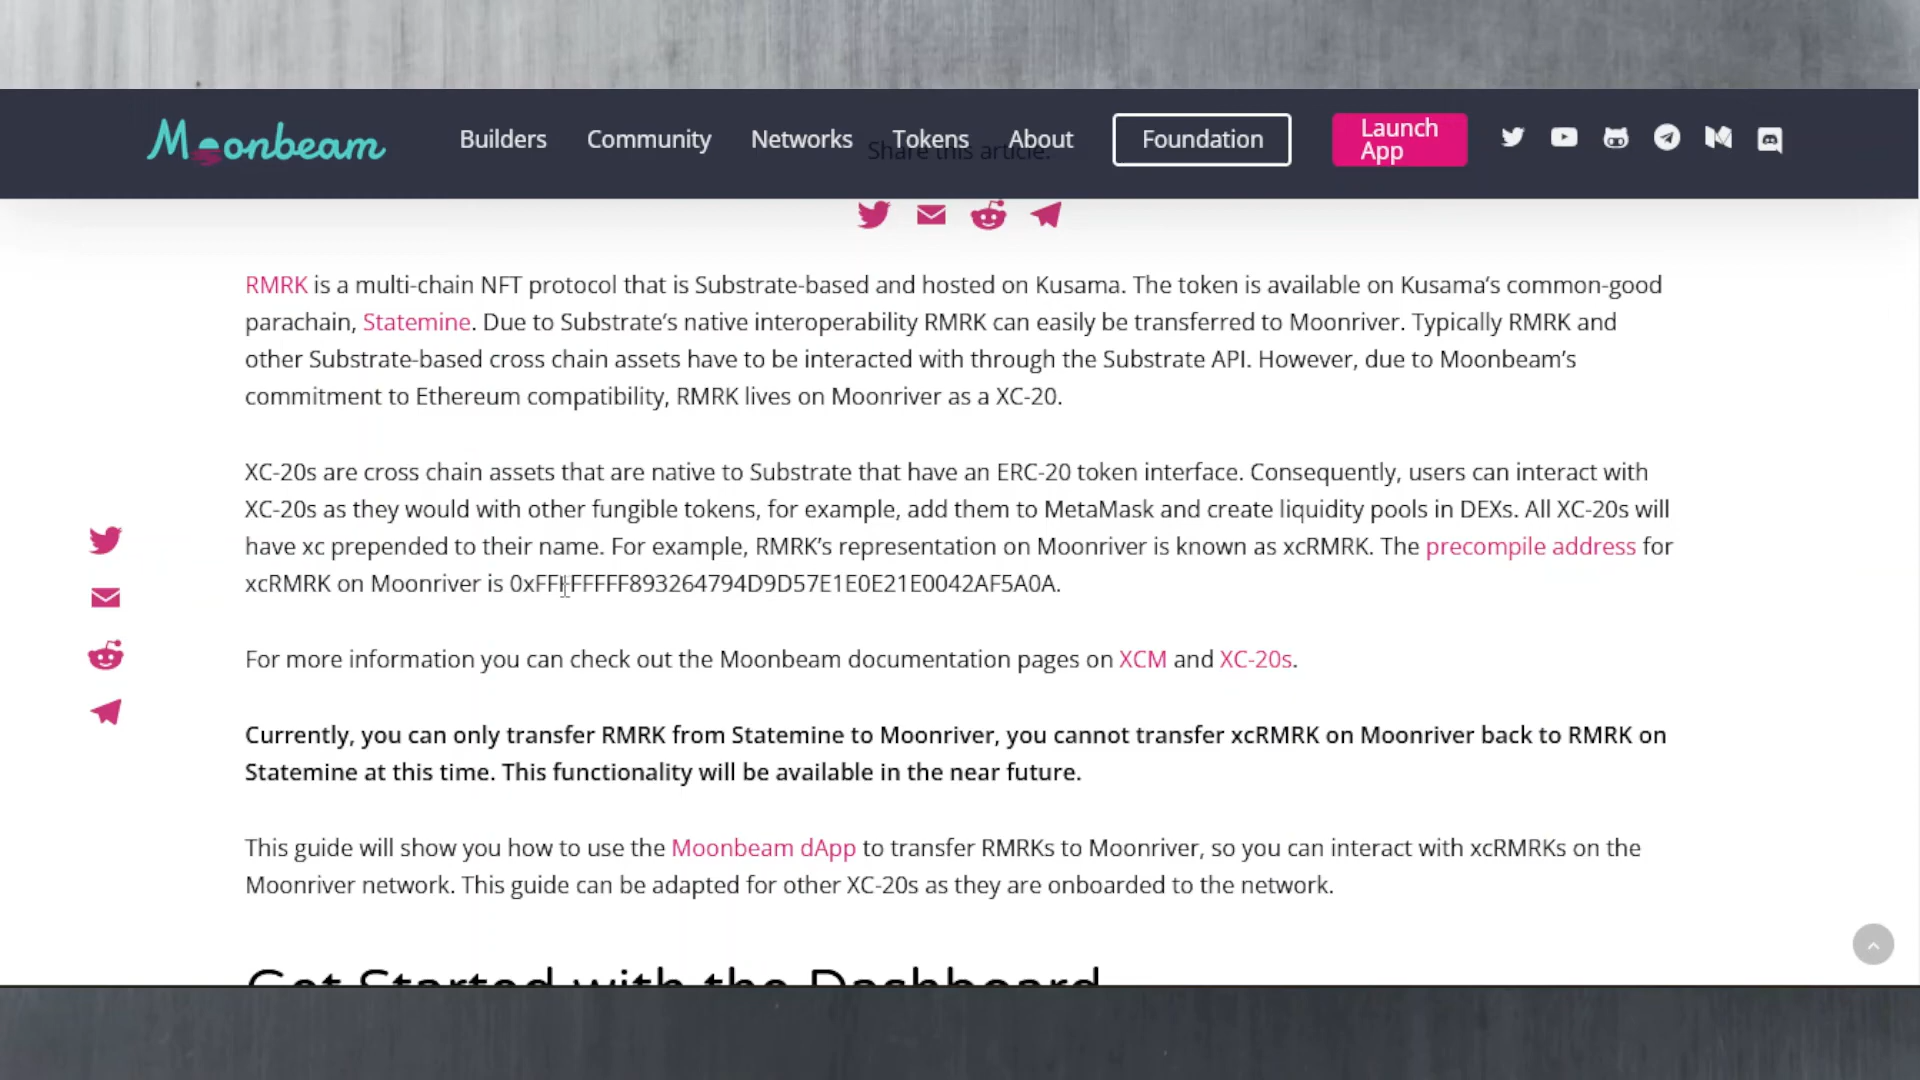 Moonbeam
Builders Community Networks Tokens About Foundation Launch App
Share this article:
RMRK is a multi-chain NFT protocol that is Substrate-based and hosted on Kusama. The token is available on Kusama's common-good
parachain, Statemine. Due to Substrate's native interoperability RMRK can easily be transferred to Moonriver. Typically RMRK and
other Substrate-based cross chain assets have to be interacted with through the Substrate API. However, due to Moonbeam's
commitment to Ethereum compatibility, RMRK lives on Moonriver as a XC-20.
XC-20s are cross chain assets that are native to Substrate that have an ERC-20 token interface. Consequently, users can interact with
XC-20s as they would with other fungible tokens, for example, add them to MetaMask and create liquidity pools in DEXs. All XC-20s will
have xc prepended to their name. For example, RMRK's representation on Moonriver is known as xcRMRK. The precompile address for
xcRMRK on Moonriver is 0xFFFFFFFF893264794D9D57E1E0E21E0042AF5A0A.
For more information you can check out the Moonbeam documentation pages on XCM and XC-20s.
Currently, you can only transfer RMRK from Statemine to Moonriver, you cannot transfer xcRMRK on Moonriver back to RMRK on
Statemine at this time. This functionality will be available in the near future.
This guide will show you how to use the Moonbeam dApp to transfer RMRKs to Moonriver, so you can interact with xcRMRKs on the
Moonriver network. This guide can be adapted for other XC-20s as they are onboarded to the network.
Get Started with the Dashboard